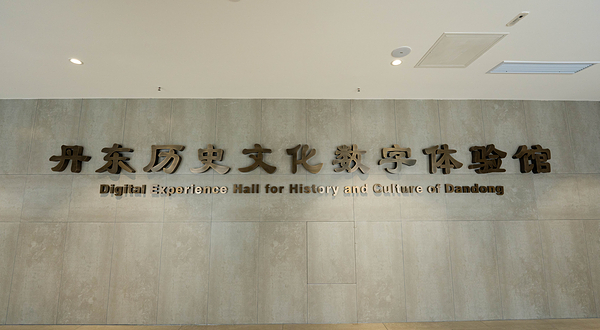 丹东历史文化数字体验馆
Digital Experience Hall for History and Culture of Dandong